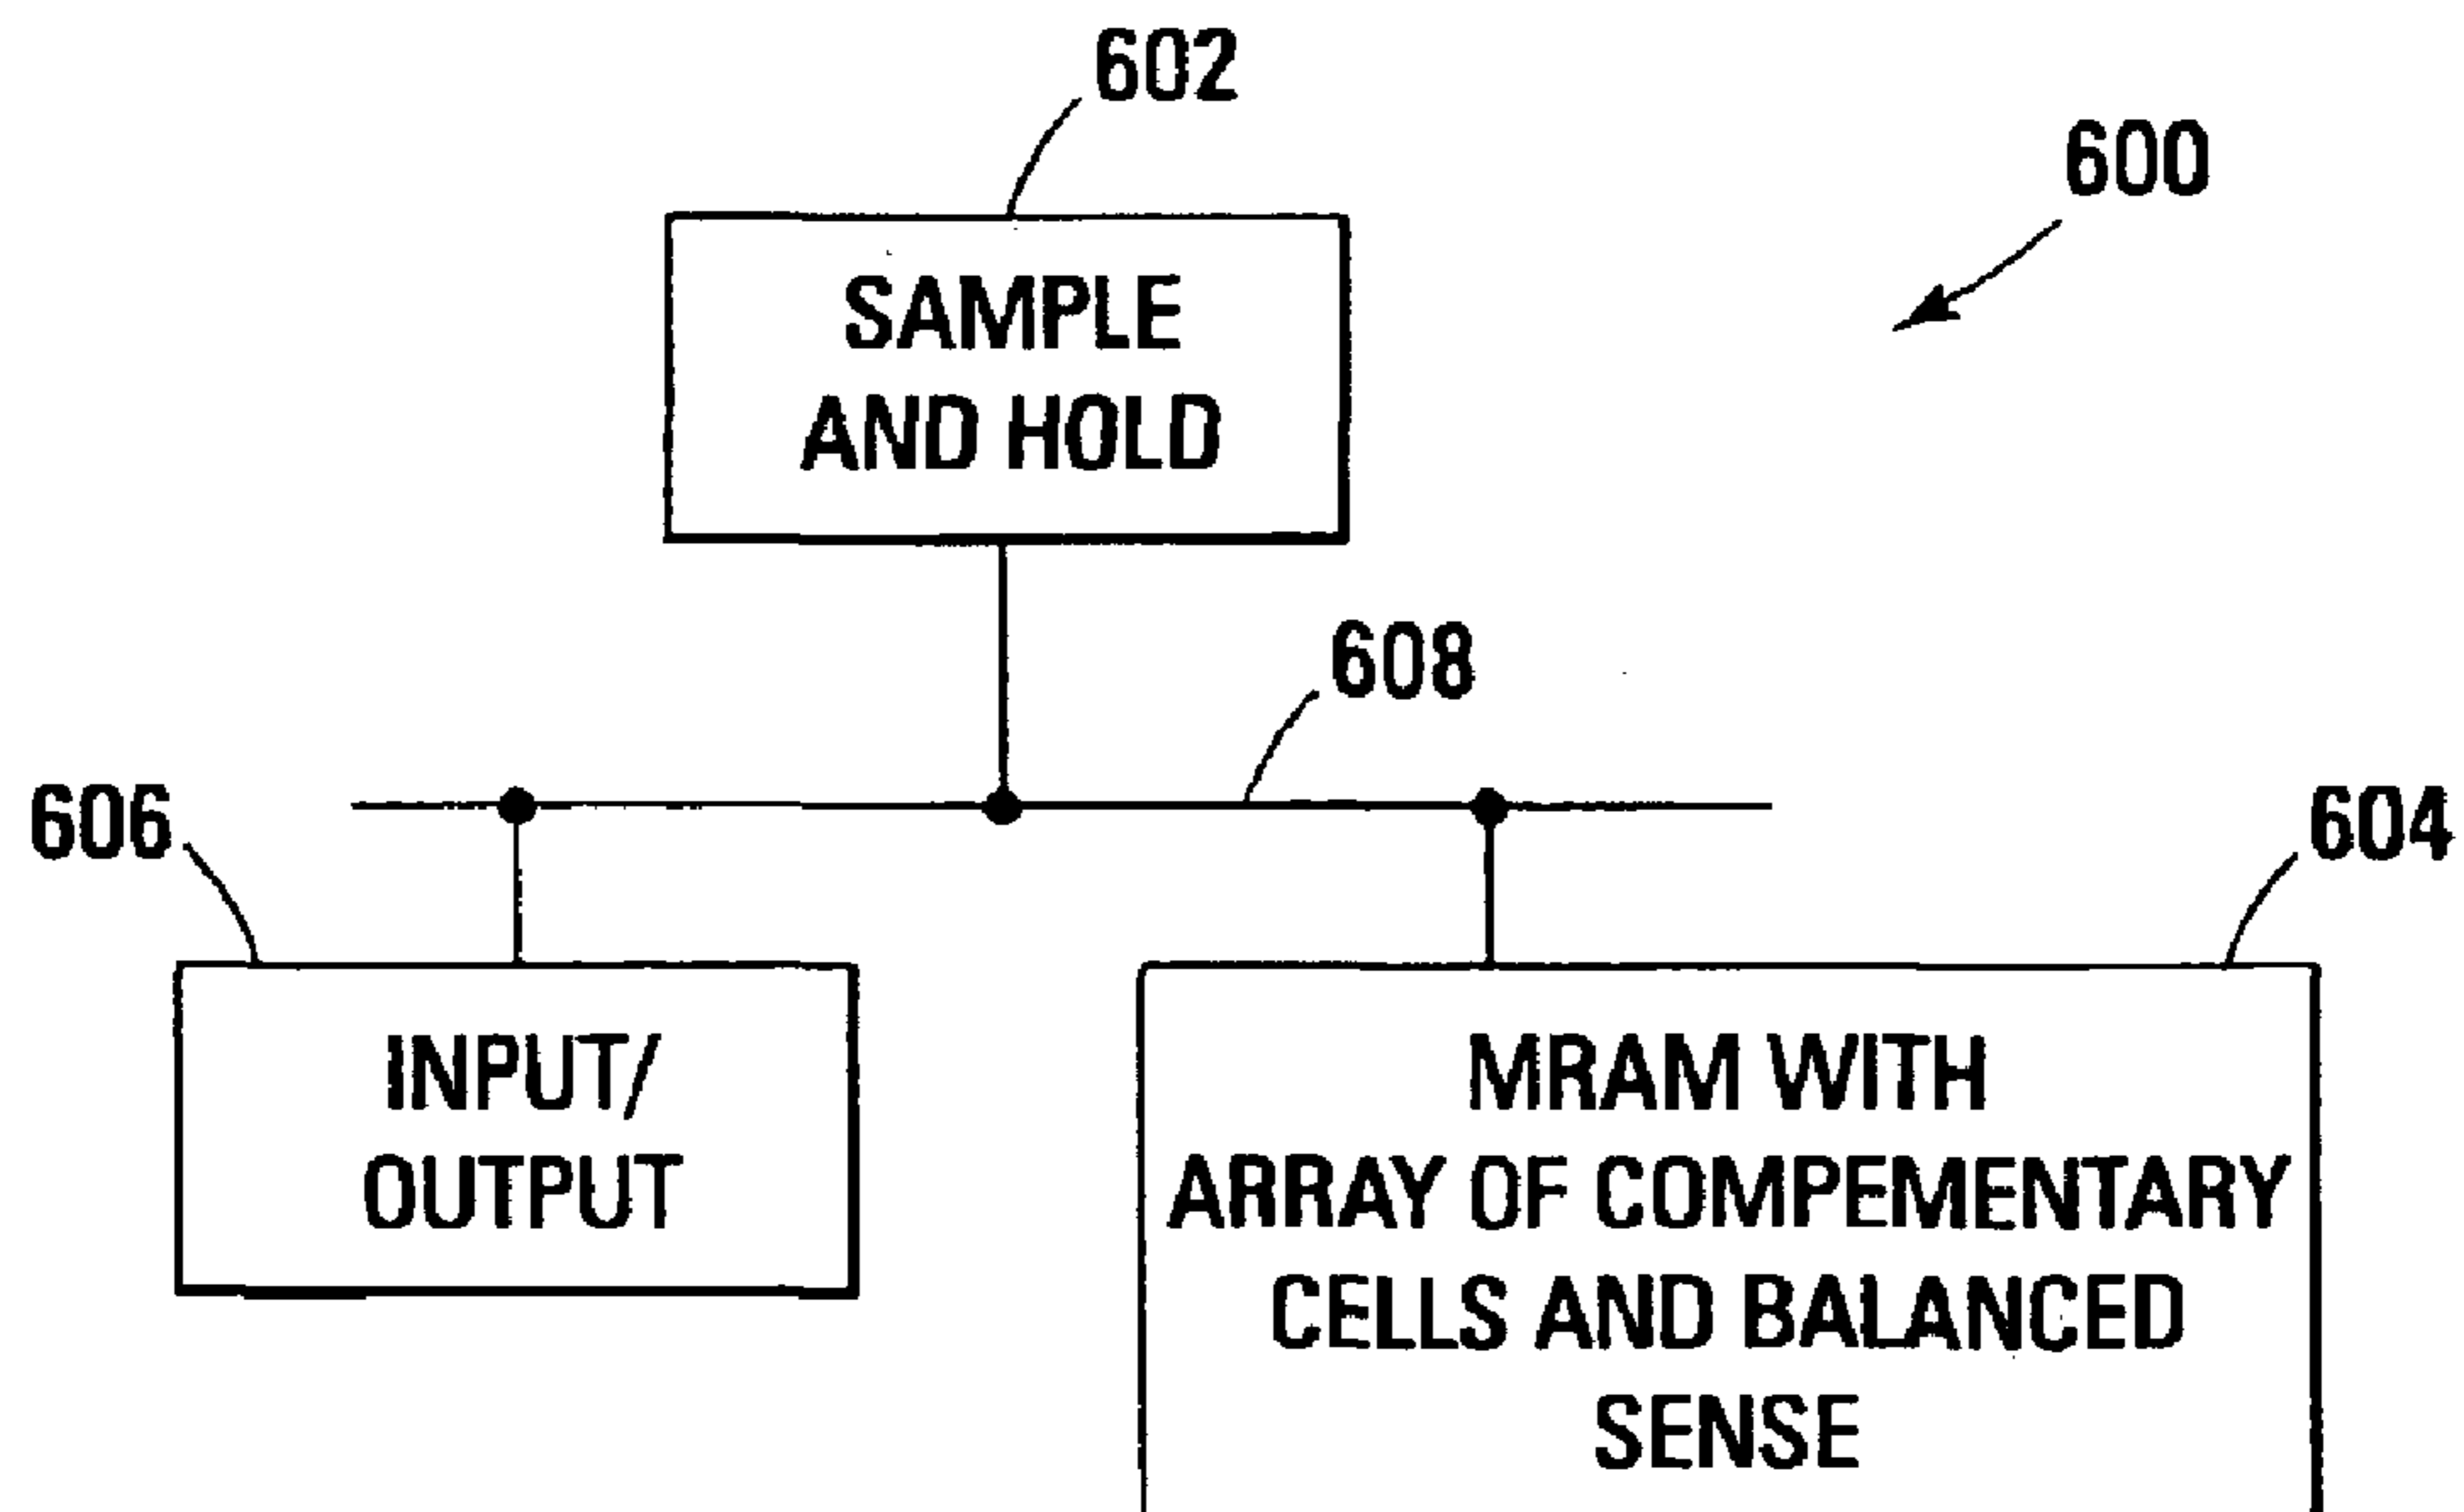 602
600
SAMPLE
AND HOLD
608
606
604
INPUT/
OUTPUT
MRAM WITH
ARRAY OF COMPEMENTARY
CELLS AND BALANCED
SENSE